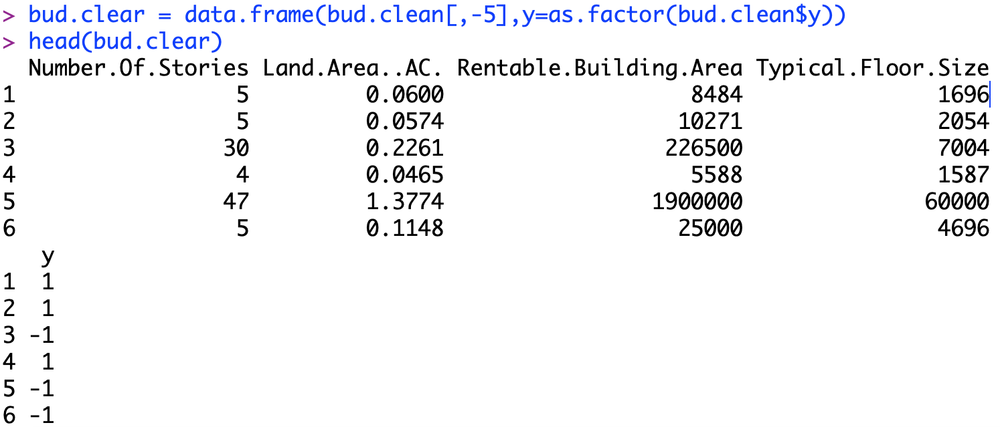 > bud.clear = data.frame(bud.clean[,-5],y=as.factor(bud.clean$y))
> head(bud.clear)
  Number.Of.Stories Land.Area..AC. Rentable.Building.Area Typical.Floor.Size
1                 5         0.0600                   8484               1696
2                 5         0.0574                  10271               2054
3                30         0.2261                 226500               7004
4                 4         0.0465                   5588               1587
5                47         1.3774                1900000              60000
6                 5         0.1148                  25000               4696
   y
1  1
2  1
3 -1
4  1
5 -1
6 -1